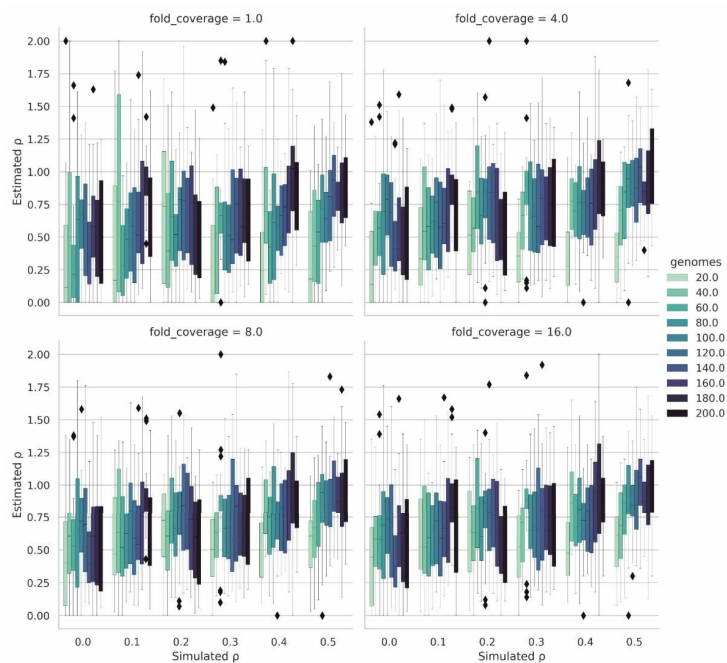 fold_coverage = 1.0
fold_coverage = 4.0
2.00
1.75
1.50
1.25
1.00
0.75
0.50
0.25
0.00
Estimated ρ
Estimated ρ
fold_coverage = 8.0
fold_coverage = 16.0
2.00
1.75
1.50
1.25
1.00
0.75
0.50
0.25
0.00
Estimated ρ
Estimated ρ
0.0 0.1 0.2 0.3 0.4 0.5
0.0 0.1 0.2 0.3 0.4 0.5
Simulated ρ
Simulated ρ
genomes
20.0
40.0
60.0
80.0
100.0
120.0
140.0
160.0
180.0
200.0